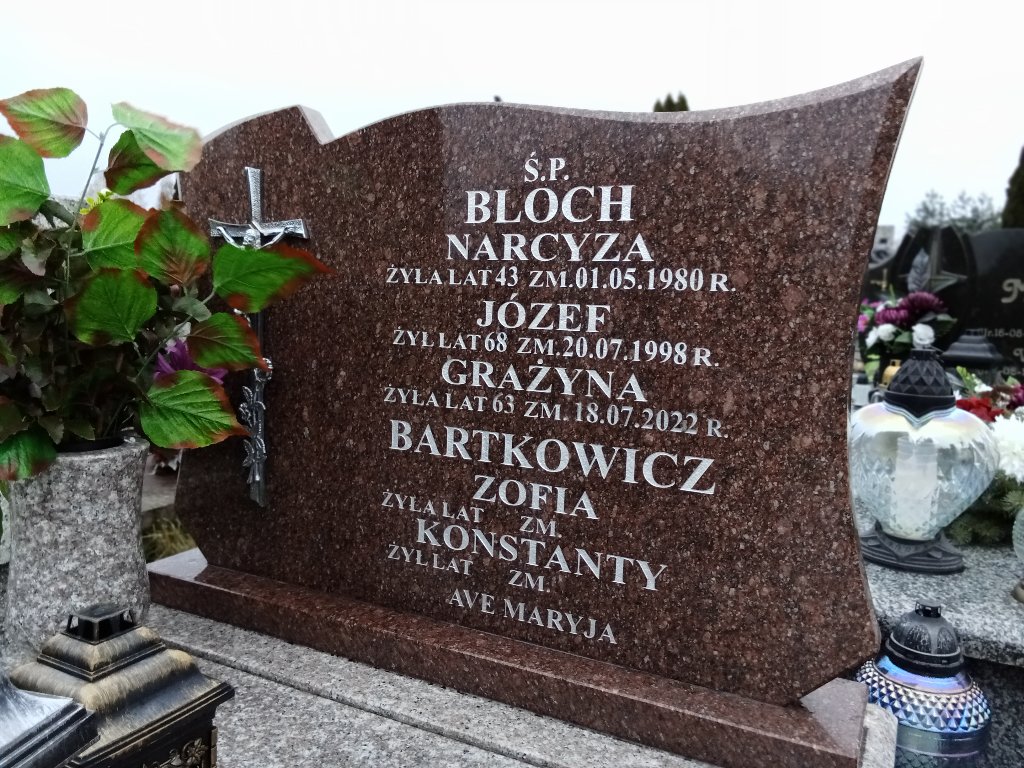 Ś.P.
BLOCH
NARCYZA
ŻYŁA LAT 43 ZM. 01.05.1980 R.
JÓZEF
ŻYŁ LAT 68 ZM. 20.07.1998 R.
GRAŻYNA
ŻYŁA LAT 63 ZM. 18.07.2022 R.
BARTKOWICZ
ZOFIA
ŻYŁA LAT ZM.
KONSTANTY
ŻYŁ LAT ZM.
AVE MARYJA